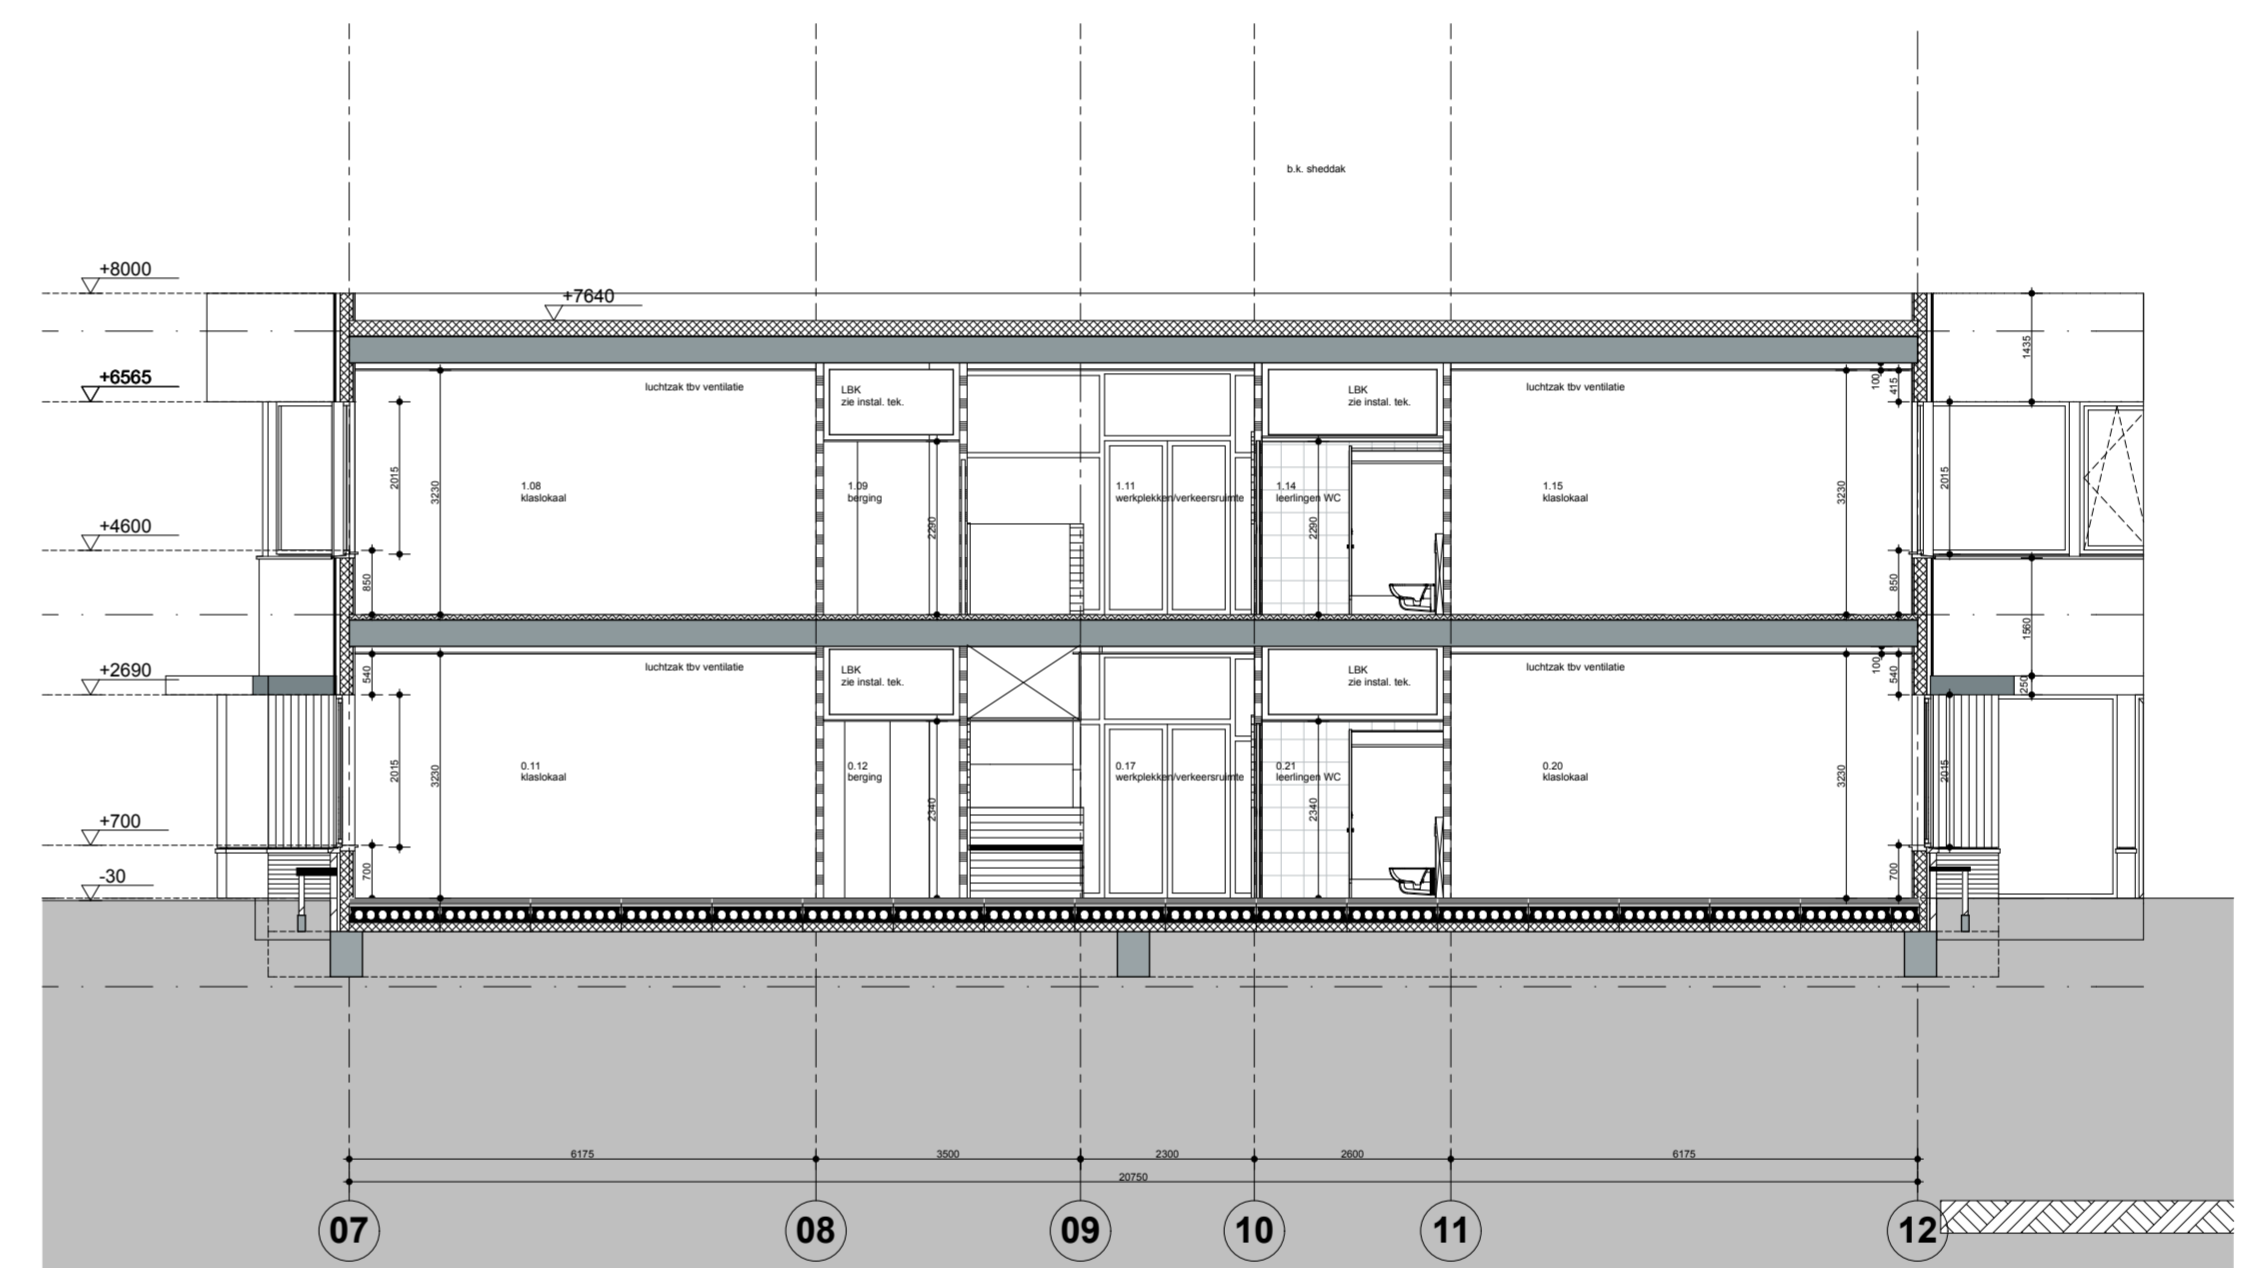 b.k. sheddak
+8000
+7640
+6565
1435
luchtzak tbv ventilatie
LBK
zie instal. tek.
LBK
zie instal. tek.
luchtzak tbv ventilatie
100
415
2015
3230
1.08
klaslokaal
1.09
berging
2290
1.11
werkplekken/verkeersruimte
1.14
leerlingen WC
2290
1.15
klaslokaal
3230
2015
+4600
850
850
1560
+2690
540
luchtzak tbv ventilatie
LBK
zie instal. tek.
LBK
zie instal. tek.
luchtzak tbv ventilatie
100
540
250
2015
3230
0.11
klaslokaal
0.12
berging
2340
0.17
werkplekken/verkeersruimte
0.21
leerlingen WC
2340
0.20
klaslokaal
3230
2015
+700
700
700
-30
6175
3500
2300
2600
6175
20750
07
08
09
10
11
12